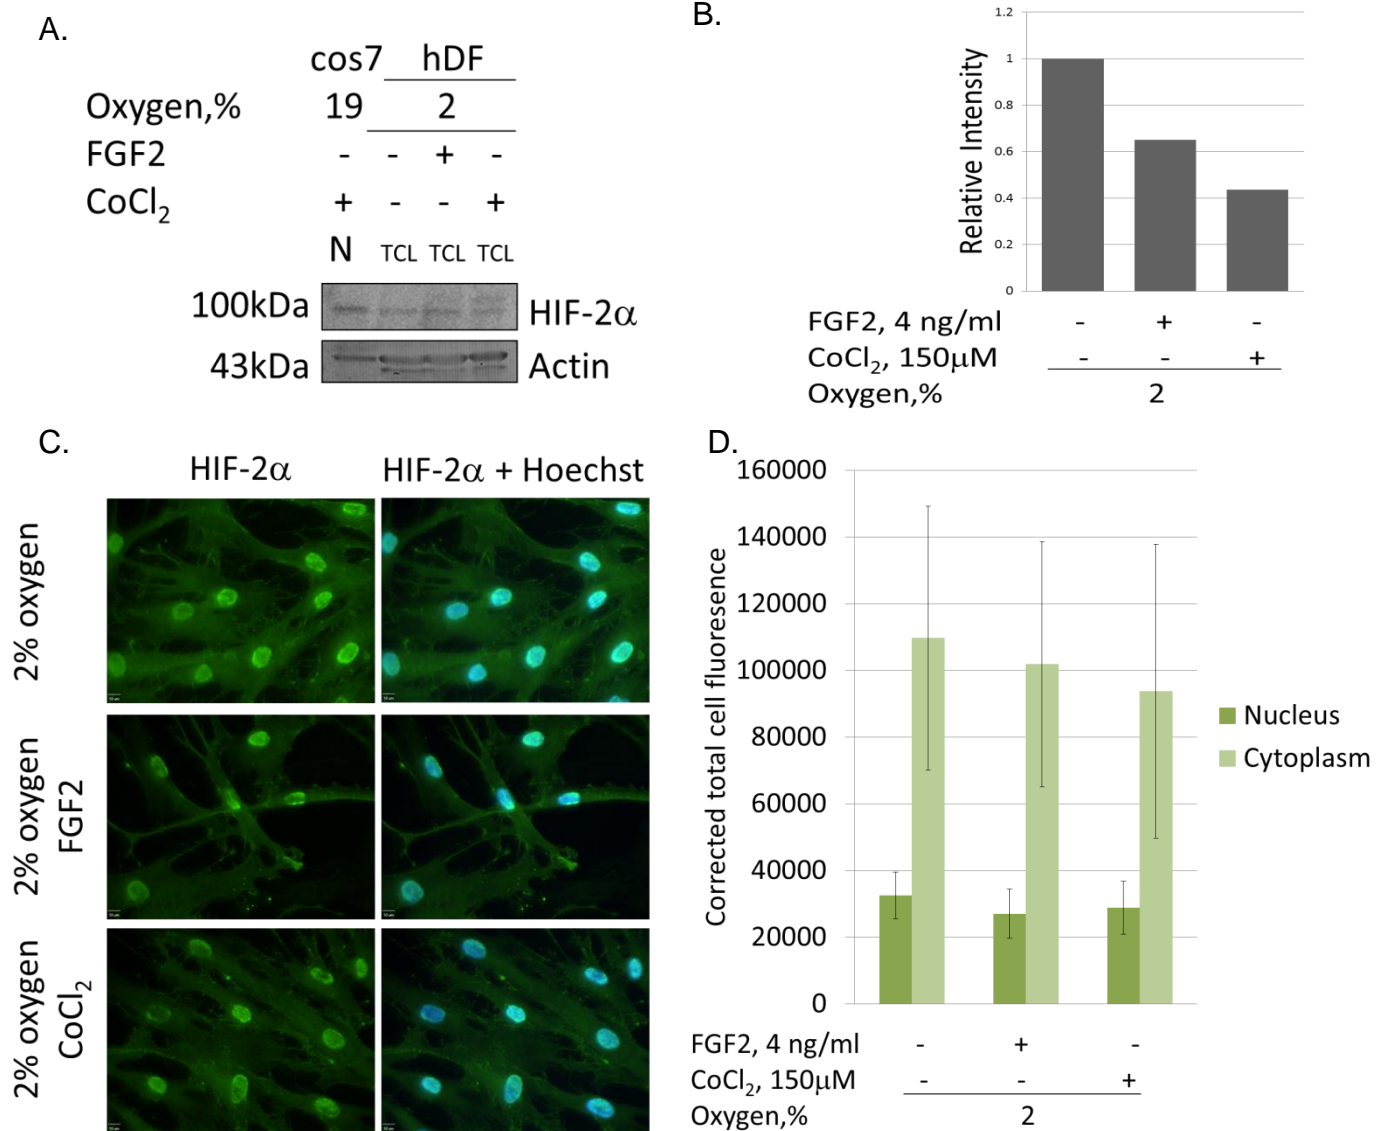 A.
cos7 hDF
Oxygen,% 19 2
FGF2 - - + -
CoCl2 + - - +
N TCL TCL TCL
100kDa HIF-2α
43kDa Actin
B.
Relative Intensity
1.2
1
0.8
0.6
0.4
0.2
0
FGF2, 4 ng/ml - + -
CoCl2, 150μM - - +
Oxygen,% 2
C.
HIF-2α HIF-2α + Hoechst
2% oxygen
2% oxygen
FGF2
2% oxygen
CoCl2
D.
Corrected total cell fluoresence
160000
140000
120000
100000
80000
60000
40000
20000
0
Nucleus
Cytoplasm
FGF2, 4 ng/ml - + -
CoCl2, 150μM - - +
Oxygen,% 2